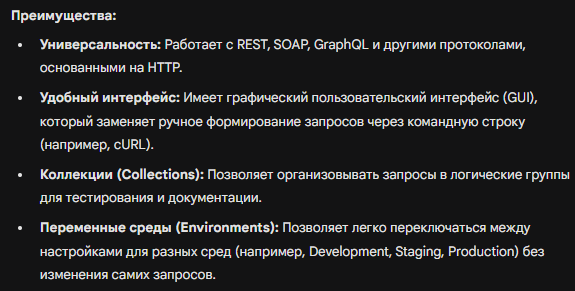 Преимущества:
• Универсальность: Работает с REST, SOAP, GraphQL и другими протоколами,
основанными на HTTP.
• Удобный интерфейс: Имеет графический пользовательский интерфейс (GUI),
который заменяет ручное формирование запросов через командную строку
(например, cURL).
• Коллекции (Collections): Позволяет организовывать запросы в логические группы
для тестирования и документации.
• Переменные среды (Environments): Позволяет легко переключаться между
настройками для разных сред (например, Development, Staging, Production) без
изменения самих запросов.